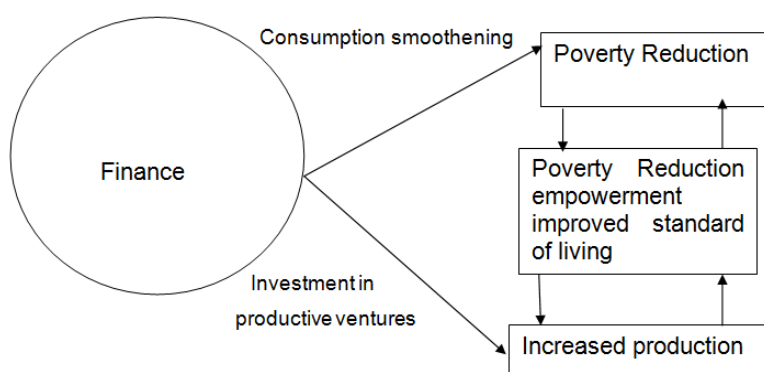 Consumption smoothening
Poverty Reduction
Finance
Poverty Reduction
empowerment
improved standard
of living
Investment in
productive ventures
Increased production